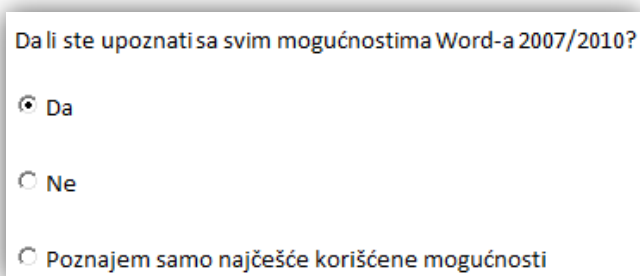 Da li ste upoznati sa svim mogućnostima Word-a 2007/2010?
Da
Ne
Poznajem samo najčešće korišćene mogućnosti